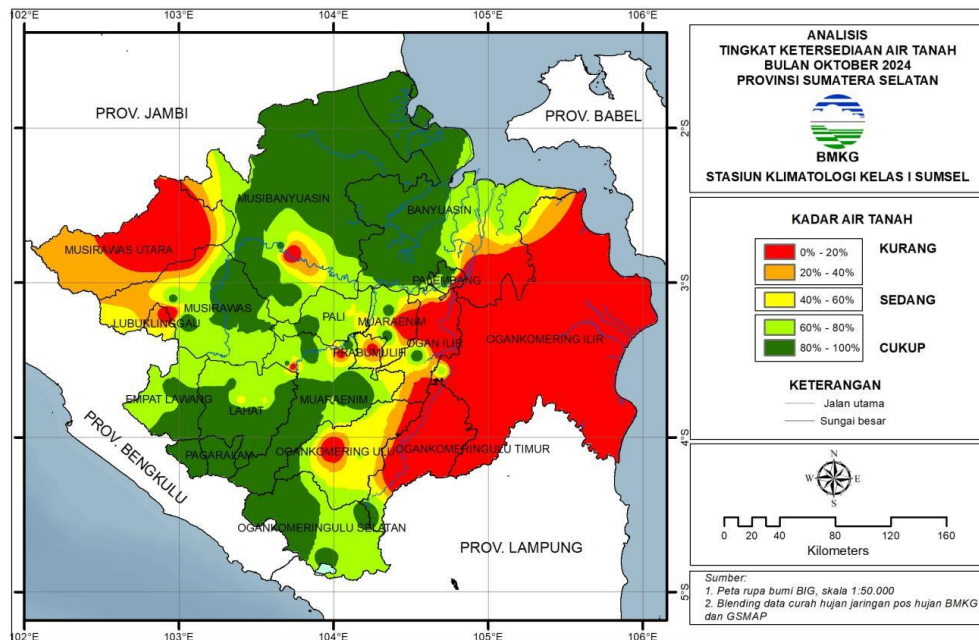 102°E
103°E
104°E
105°E
106°E
PROV. JAMBI
PROV. BABEL
2°S
MUSIBANYUASIN
BANYUASIN
MUSIRAWAS UTARA
PALEMBANG
3°S
MUSIRAWAS
LUBUKLINGGAU
PALI
MUARAENIM
OGAN ILIR
OGANKOMERING ILIR
PRABUMULIH
EMPAT LAWANG
LAHAT
MUARAENIM
4°S
PAGARALAM
OGANKOMERING ULU
OGANKOMERINGULU TIMUR
PROV. BENGKULU
OGANKOMERINGULU SELATAN
PROV. LAMPUNG
5°S
102°E
103°E
104°E
105°E
106°E
ANALISIS
TINGKAT KETERSEDIAAN AIR TANAH
BULAN OKTOBER 2024
PROVINSI SUMATERA SELATAN
BMKG
STASIUN KLIMATOLOGI KELAS I SUMSEL
KADAR AIR TANAH
0% - 20% KURANG
20% - 40%
40% - 60% SEDANG
60% - 80%
80% - 100% CUKUP
KETERANGAN
Jalan utama
Sungai besar
N
W E
S
0 20 40 80 120 160
Kilometers
Sumber:
1. Peta rupa bumi BIG, skala 1:50.000
2. Blending data curah hujan jaringan pos hujan BMKG
dan GSMAP